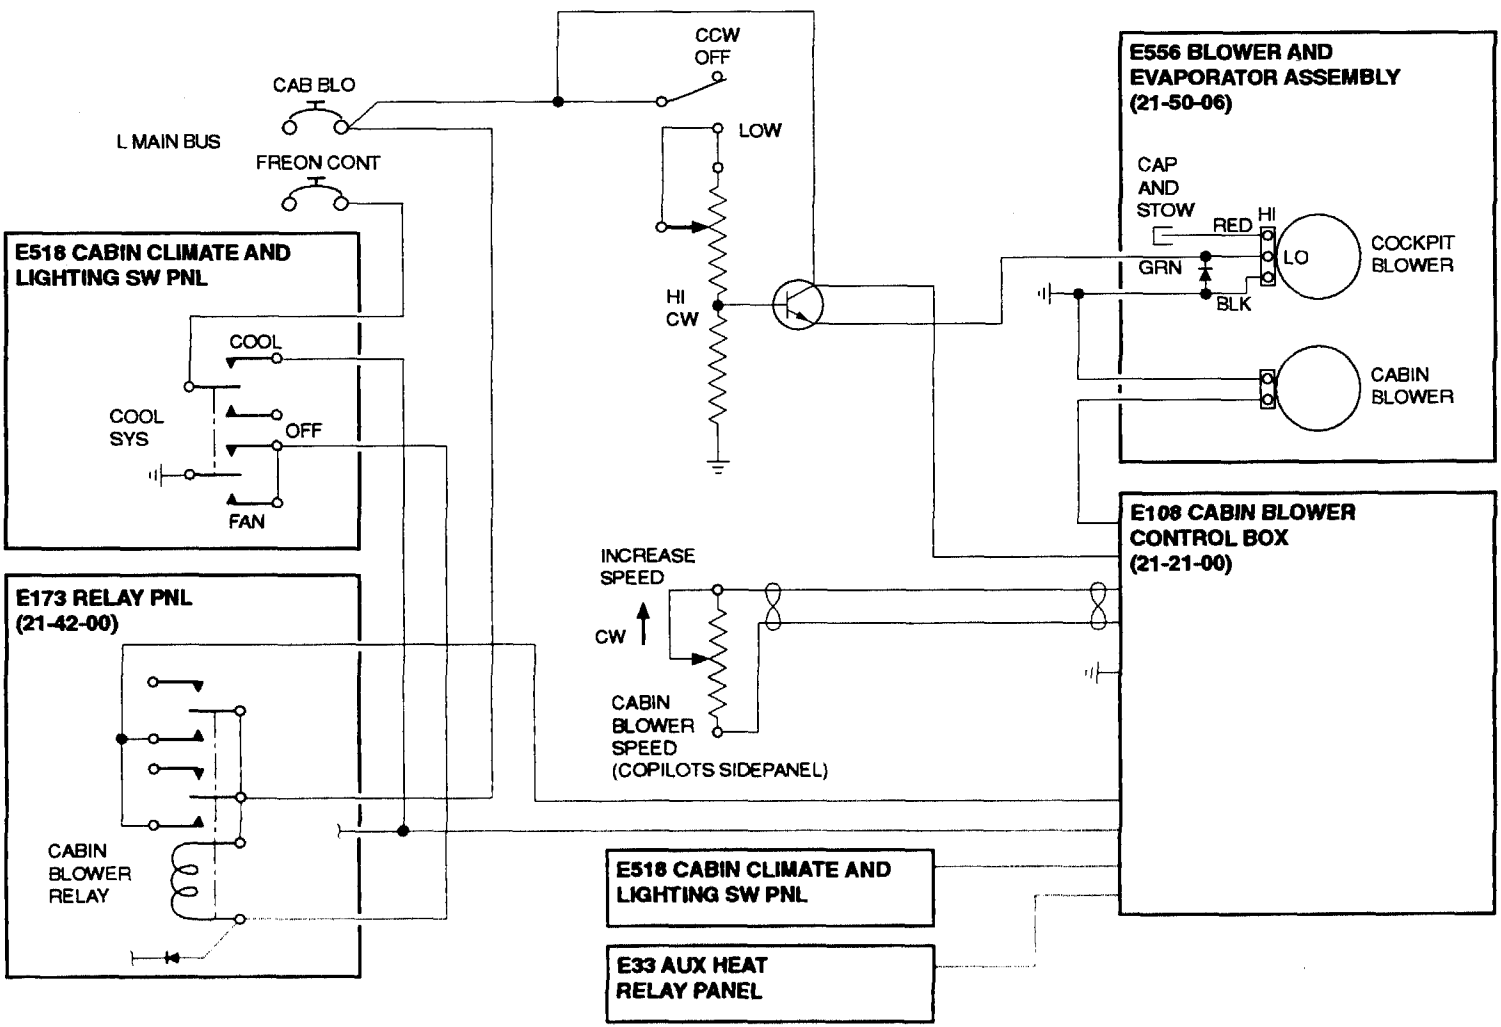 CCW
OFF
CAB BLO
L MAIN BUS
FREON CONT
LOW
HI
CW
E556 BLOWER AND
EVAPORATOR ASSEMBLY
(21-50-06)
CAP
AND
STOW
RED
HI
GRN
LO
BLK
COCKPIT
BLOWER
CABIN
BLOWER
E518 CABIN CLIMATE AND
LIGHTING SW PNL
COOL
COOL
SYS
OFF
FAN
E173 RELAY PNL
(21-42-00)
CABIN
BLOWER
RELAY
INCREASE
SPEED
CW
CABIN
BLOWER
SPEED
(COPILOTS SIDEPANEL)
E108 CABIN BLOWER
CONTROL BOX
(21-21-00)
E518 CABIN CLIMATE AND
LIGHTING SW PNL
E33 AUX HEAT
RELAY PANEL